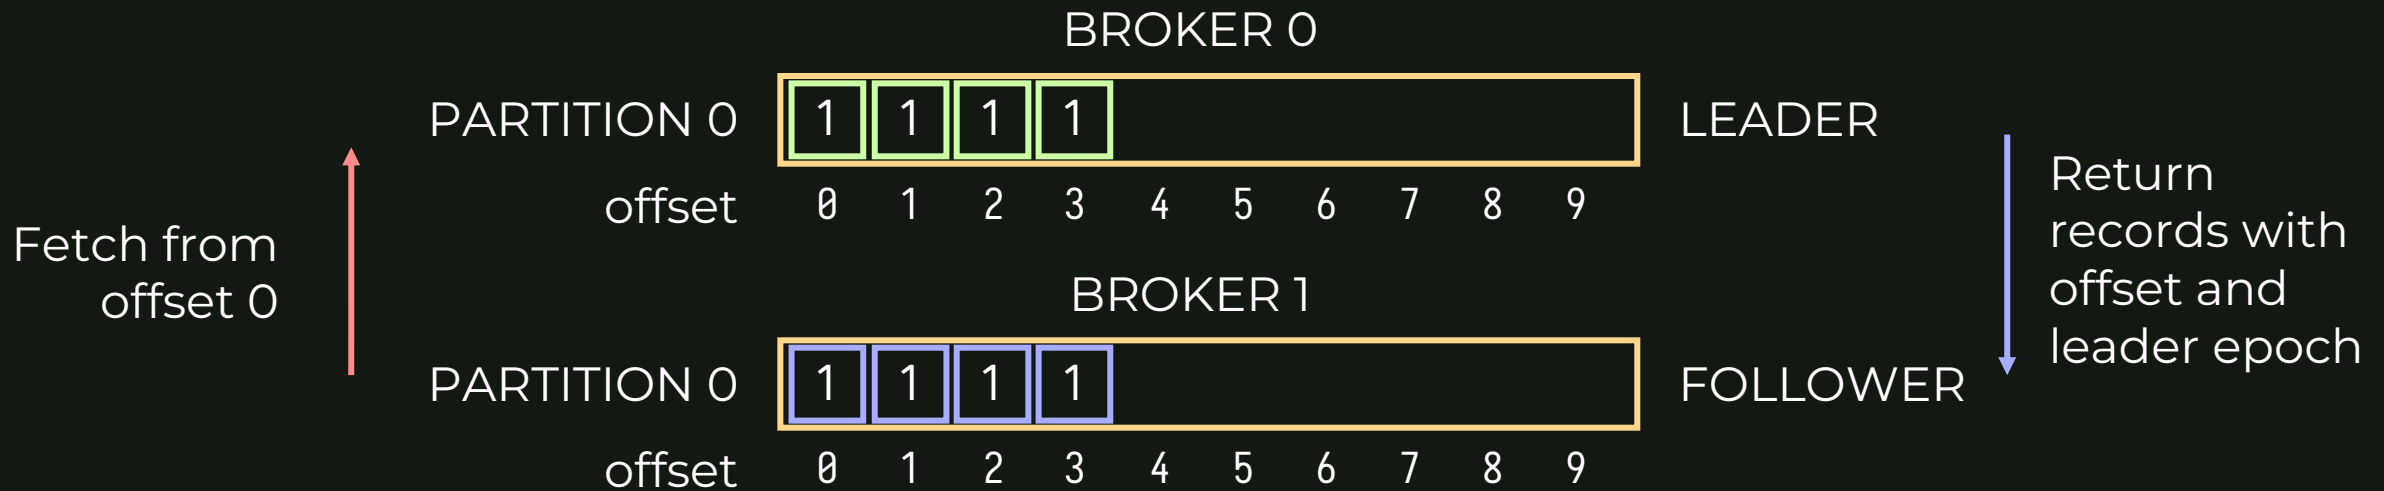 BROKER 0
PARTITION 0
1 1 1 1
LEADER
offset
0 1 2 3 4 5 6 7 8 9
Fetch from
offset 0
Return
records with
offset and
leader epoch
BROKER 1
PARTITION 0
1 1 1 1
FOLLOWER
offset
0 1 2 3 4 5 6 7 8 9